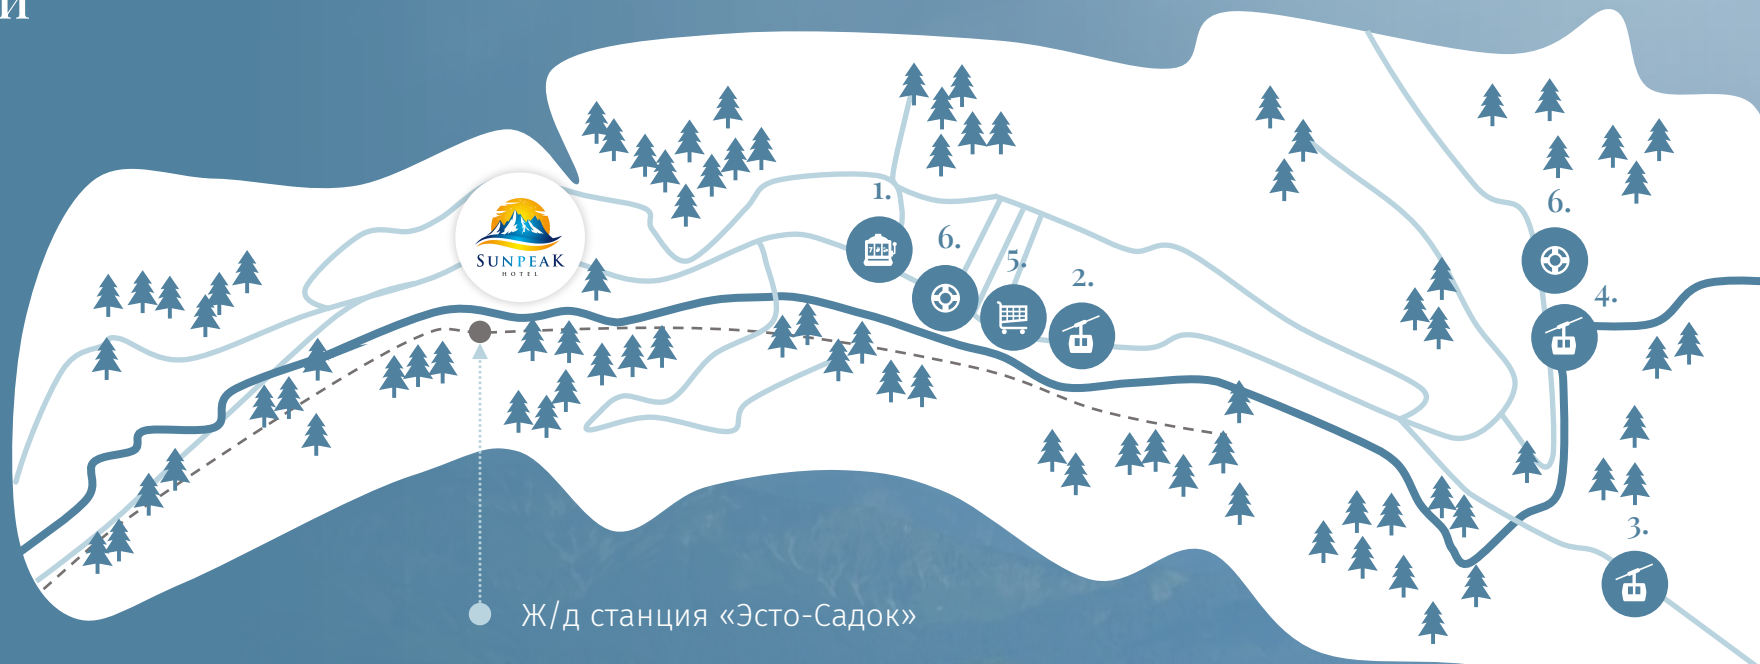 И
SUNPEAK
HOTEL
1.
6.
5.
2.
6.
4.
3.
Ж/д станция «Эсто-Садок»